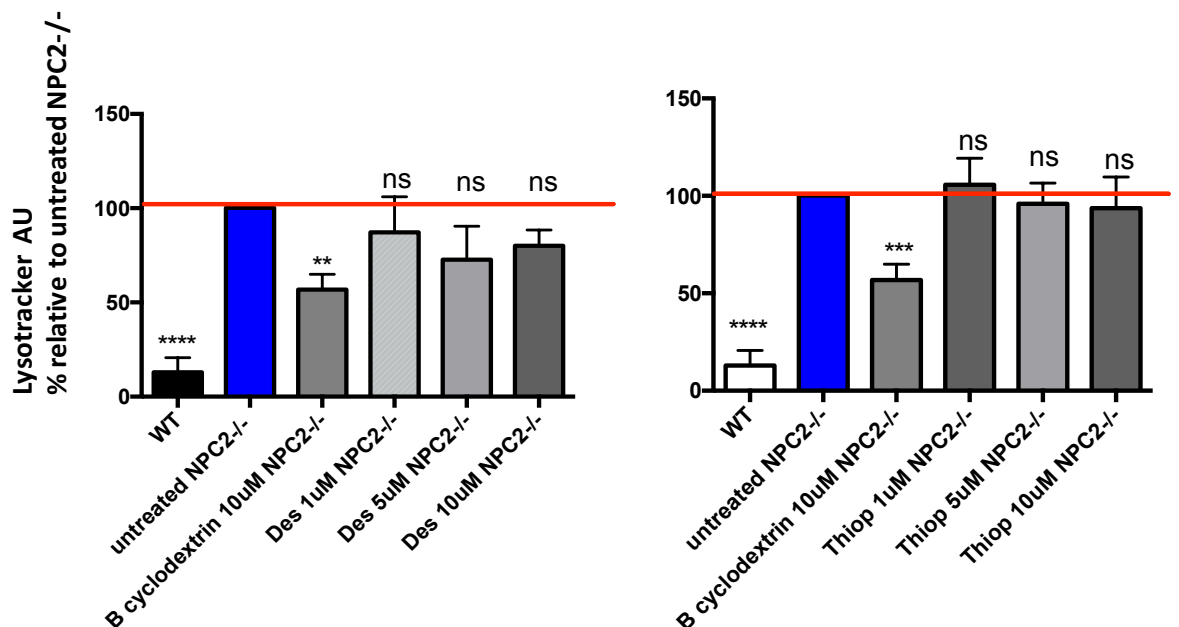 Lysotracker AU
% relative to untreated NPC2-/-
150
100
50
0
****
**
ns
ns
ns
WT
untreated NPC2-/-
B cyclodextrin 10uM NPC2-/-
Des 1uM NPC2-/-
Des 5uM NPC2-/-
Des 10uM NPC2-/-
150
100
50
0
****
***
ns
ns
ns
WT
untreated NPC2-/-
B cyclodextrin 10uM NPC2-/-
Thiop 1uM NPC2-/-
Thiop 5uM NPC2-/-
Thiop 10uM NPC2-/-